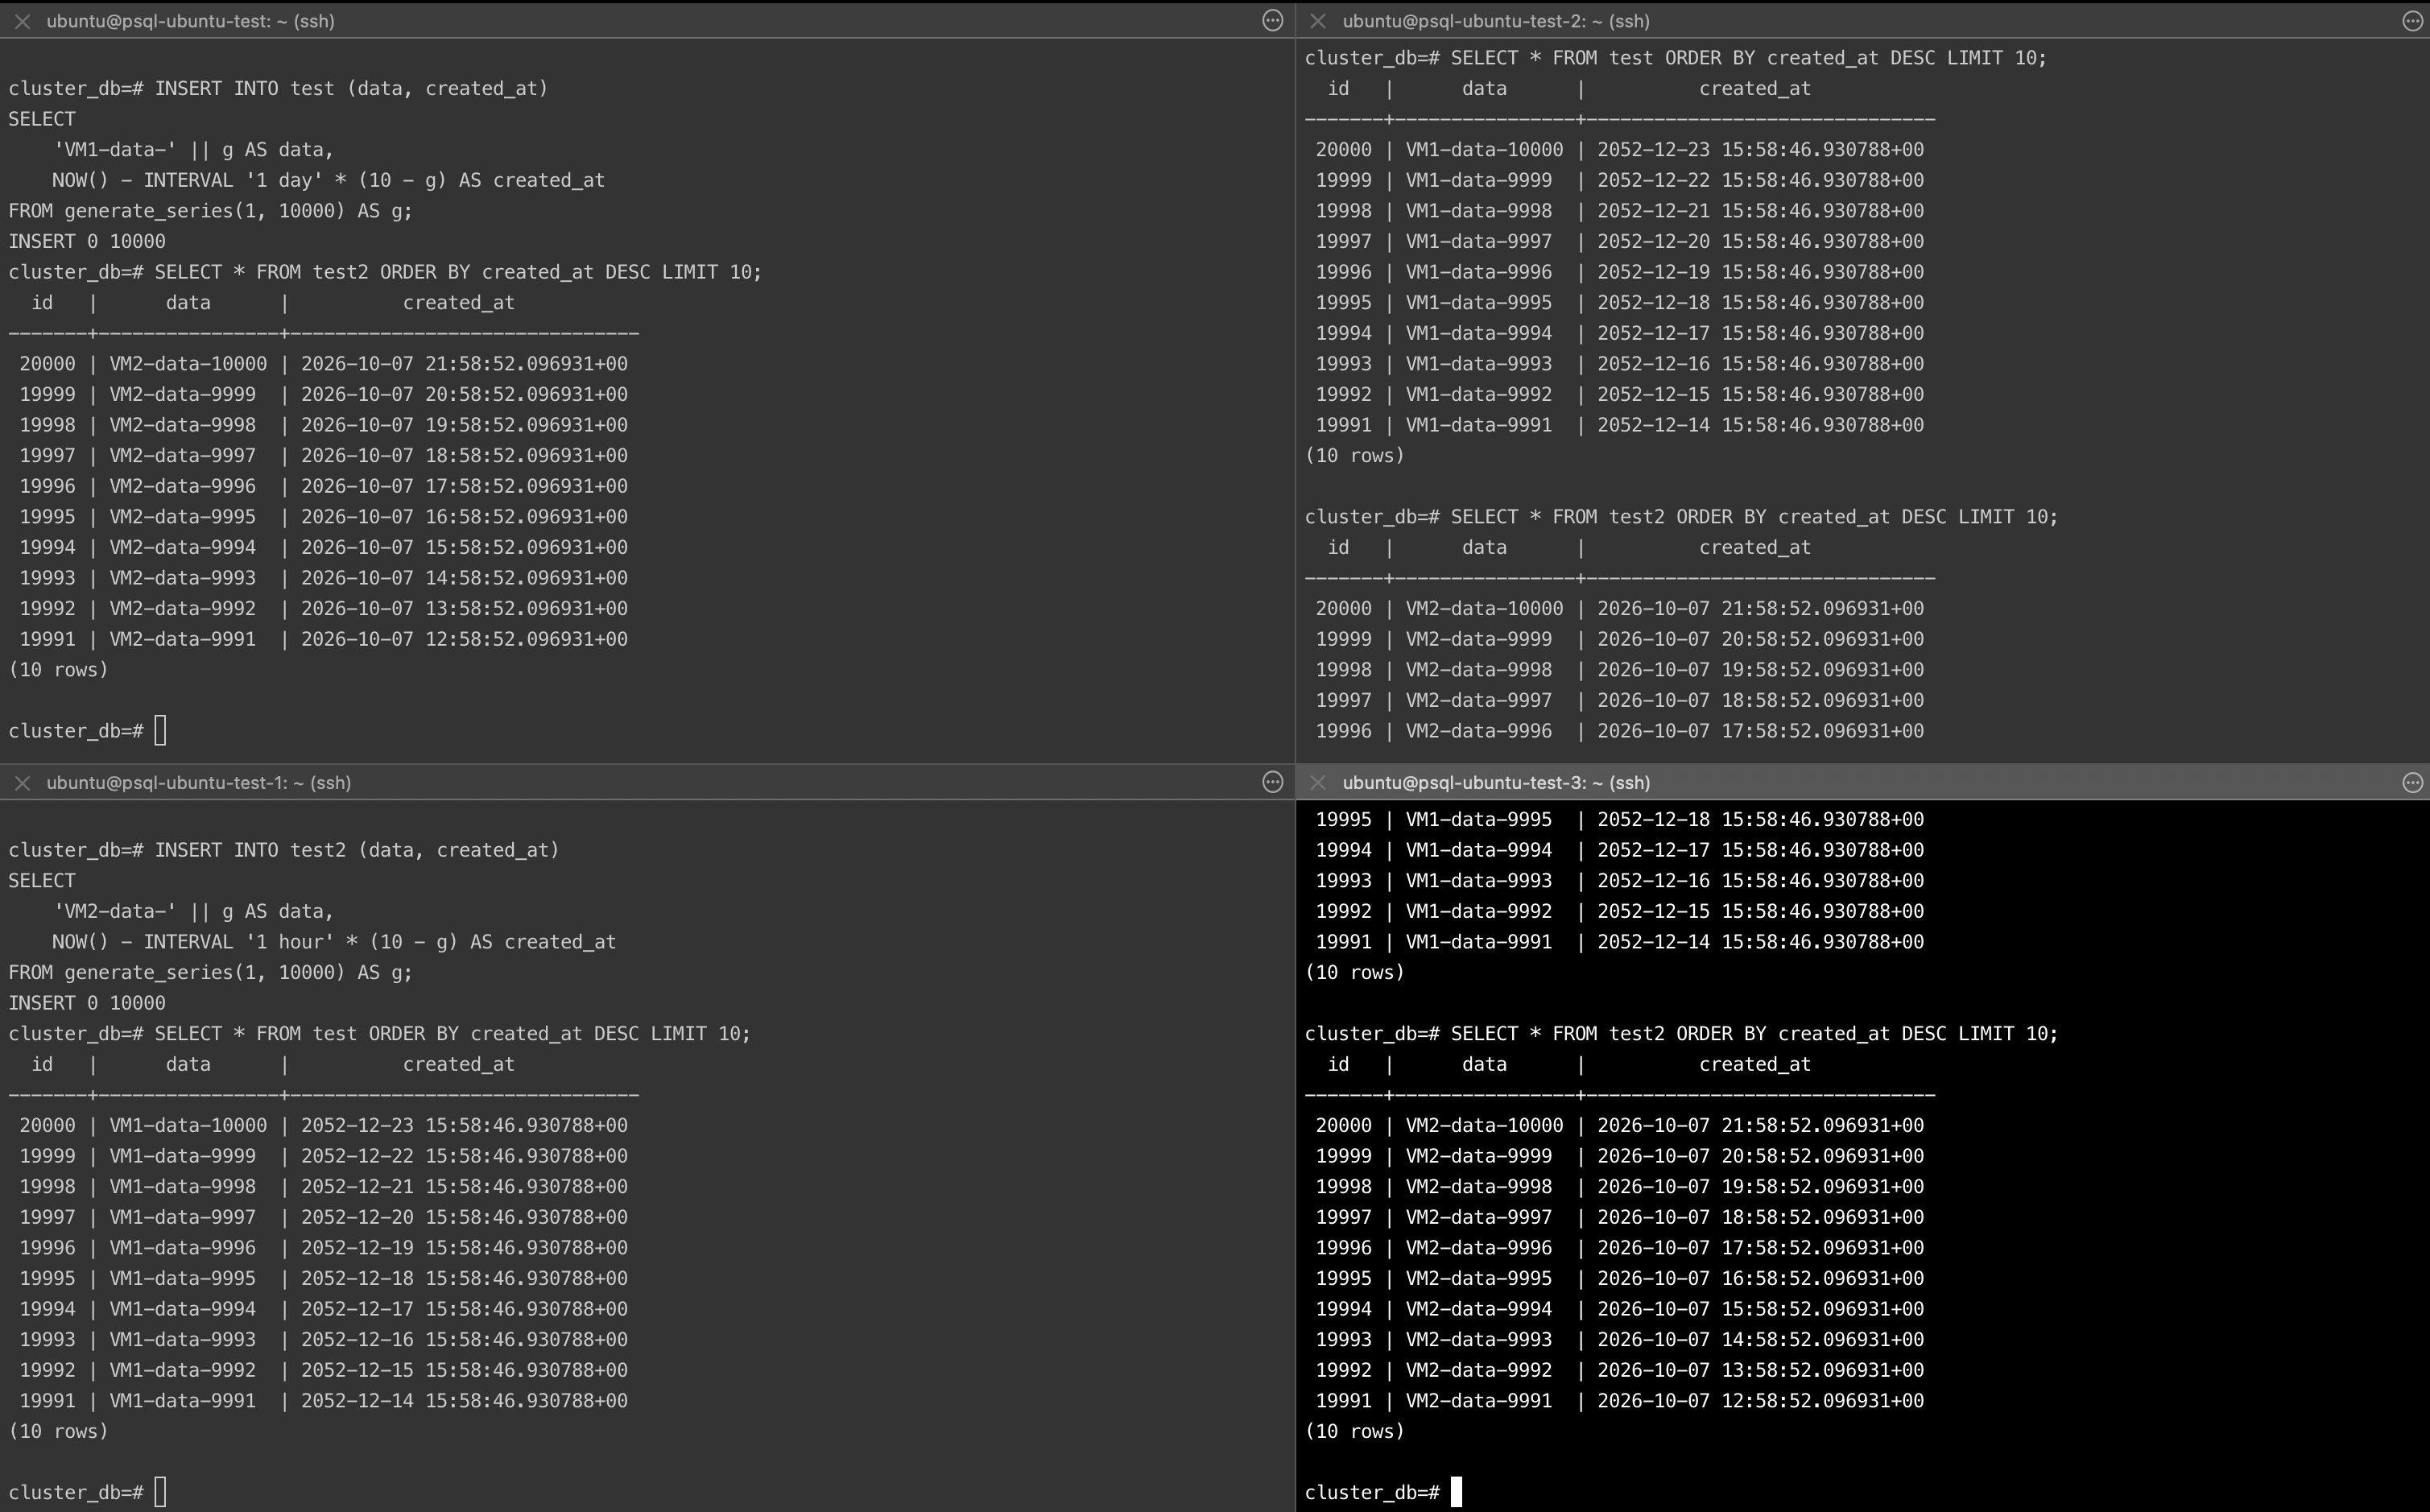 ubuntu@psql-ubuntu-test: ~ (ssh)
cluster_db=# INSERT INTO test (data, created_at)
SELECT
    'VM1-data-' || g AS data,
    NOW() - INTERVAL '1 day' * (10 - g) AS created_at
FROM generate_series(1, 10000) AS g;
INSERT 0 10000
cluster_db=# SELECT * FROM test2 ORDER BY created_at DESC LIMIT 10;
  id   |      data      |          created_at
-------+----------------+-------------------------------
 20000 | VM2-data-10000 | 2026-10-07 21:58:52.096931+00
 19999 | VM2-data-9999  | 2026-10-07 20:58:52.096931+00
 19998 | VM2-data-9998  | 2026-10-07 19:58:52.096931+00
 19997 | VM2-data-9997  | 2026-10-07 18:58:52.096931+00
 19996 | VM2-data-9996  | 2026-10-07 17:58:52.096931+00
 19995 | VM2-data-9995  | 2026-10-07 16:58:52.096931+00
 19994 | VM2-data-9994  | 2026-10-07 15:58:52.096931+00
 19993 | VM2-data-9993  | 2026-10-07 14:58:52.096931+00
 19992 | VM2-data-9992  | 2026-10-07 13:58:52.096931+00
 19991 | VM2-data-9991  | 2026-10-07 12:58:52.096931+00
(10 rows)
cluster_db=#
ubuntu@psql-ubuntu-test-2: ~ (ssh)
cluster_db=# SELECT * FROM test ORDER BY created_at DESC LIMIT 10;
  id   |      data      |          created_at
-------+----------------+-------------------------------
 20000 | VM1-data-10000 | 2052-12-23 15:58:46.930788+00
 19999 | VM1-data-9999  | 2052-12-22 15:58:46.930788+00
 19998 | VM1-data-9998  | 2052-12-21 15:58:46.930788+00
 19997 | VM1-data-9997  | 2052-12-20 15:58:46.930788+00
 19996 | VM1-data-9996  | 2052-12-19 15:58:46.930788+00
 19995 | VM1-data-9995  | 2052-12-18 15:58:46.930788+00
 19994 | VM1-data-9994  | 2052-12-17 15:58:46.930788+00
 19993 | VM1-data-9993  | 2052-12-16 15:58:46.930788+00
 19992 | VM1-data-9992  | 2052-12-15 15:58:46.930788+00
 19991 | VM1-data-9991  | 2052-12-14 15:58:46.930788+00
(10 rows)
cluster_db=# SELECT * FROM test2 ORDER BY created_at DESC LIMIT 10;
  id   |      data      |          created_at
-------+----------------+-------------------------------
 20000 | VM2-data-10000 | 2026-10-07 21:58:52.096931+00
 19999 | VM2-data-9999  | 2026-10-07 20:58:52.096931+00
 19998 | VM2-data-9998  | 2026-10-07 19:58:52.096931+00
 19997 | VM2-data-9997  | 2026-10-07 18:58:52.096931+00
 19996 | VM2-data-9996  | 2026-10-07 17:58:52.096931+00
ubuntu@psql-ubuntu-test-1: ~ (ssh)
cluster_db=# INSERT INTO test2 (data, created_at)
SELECT
    'VM2-data-' || g AS data,
    NOW() - INTERVAL '1 hour' * (10 - g) AS created_at
FROM generate_series(1, 10000) AS g;
INSERT 0 10000
cluster_db=# SELECT * FROM test ORDER BY created_at DESC LIMIT 10;
  id   |      data      |          created_at
-------+----------------+-------------------------------
 20000 | VM1-data-10000 | 2052-12-23 15:58:46.930788+00
 19999 | VM1-data-9999  | 2052-12-22 15:58:46.930788+00
 19998 | VM1-data-9998  | 2052-12-21 15:58:46.930788+00
 19997 | VM1-data-9997  | 2052-12-20 15:58:46.930788+00
 19996 | VM1-data-9996  | 2052-12-19 15:58:46.930788+00
 19995 | VM1-data-9995  | 2052-12-18 15:58:46.930788+00
 19994 | VM1-data-9994  | 2052-12-17 15:58:46.930788+00
 19993 | VM1-data-9993  | 2052-12-16 15:58:46.930788+00
 19992 | VM1-data-9992  | 2052-12-15 15:58:46.930788+00
 19991 | VM1-data-9991  | 2052-12-14 15:58:46.930788+00
(10 rows)
cluster_db=#
ubuntu@psql-ubuntu-test-3: ~ (ssh)
 19995 | VM1-data-9995  | 2052-12-18 15:58:46.930788+00
 19994 | VM1-data-9994  | 2052-12-17 15:58:46.930788+00
 19993 | VM1-data-9993  | 2052-12-16 15:58:46.930788+00
 19992 | VM1-data-9992  | 2052-12-15 15:58:46.930788+00
 19991 | VM1-data-9991  | 2052-12-14 15:58:46.930788+00
(10 rows)
cluster_db=# SELECT * FROM test2 ORDER BY created_at DESC LIMIT 10;
  id   |      data      |          created_at
-------+----------------+-------------------------------
 20000 | VM2-data-10000 | 2026-10-07 21:58:52.096931+00
 19999 | VM2-data-9999  | 2026-10-07 20:58:52.096931+00
 19998 | VM2-data-9998  | 2026-10-07 19:58:52.096931+00
 19997 | VM2-data-9997  | 2026-10-07 18:58:52.096931+00
 19996 | VM2-data-9996  | 2026-10-07 17:58:52.096931+00
 19995 | VM2-data-9995  | 2026-10-07 16:58:52.096931+00
 19994 | VM2-data-9994  | 2026-10-07 15:58:52.096931+00
 19993 | VM2-data-9993  | 2026-10-07 14:58:52.096931+00
 19992 | VM2-data-9992  | 2026-10-07 13:58:52.096931+00
 19991 | VM2-data-9991  | 2026-10-07 12:58:52.096931+00
(10 rows)
cluster_db=#